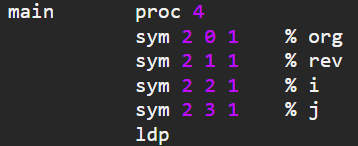 main proc 4
sym 2 0 1 % org
sym 2 1 1 % rev
sym 2 2 1 % i
sym 2 3 1 % j
ldp